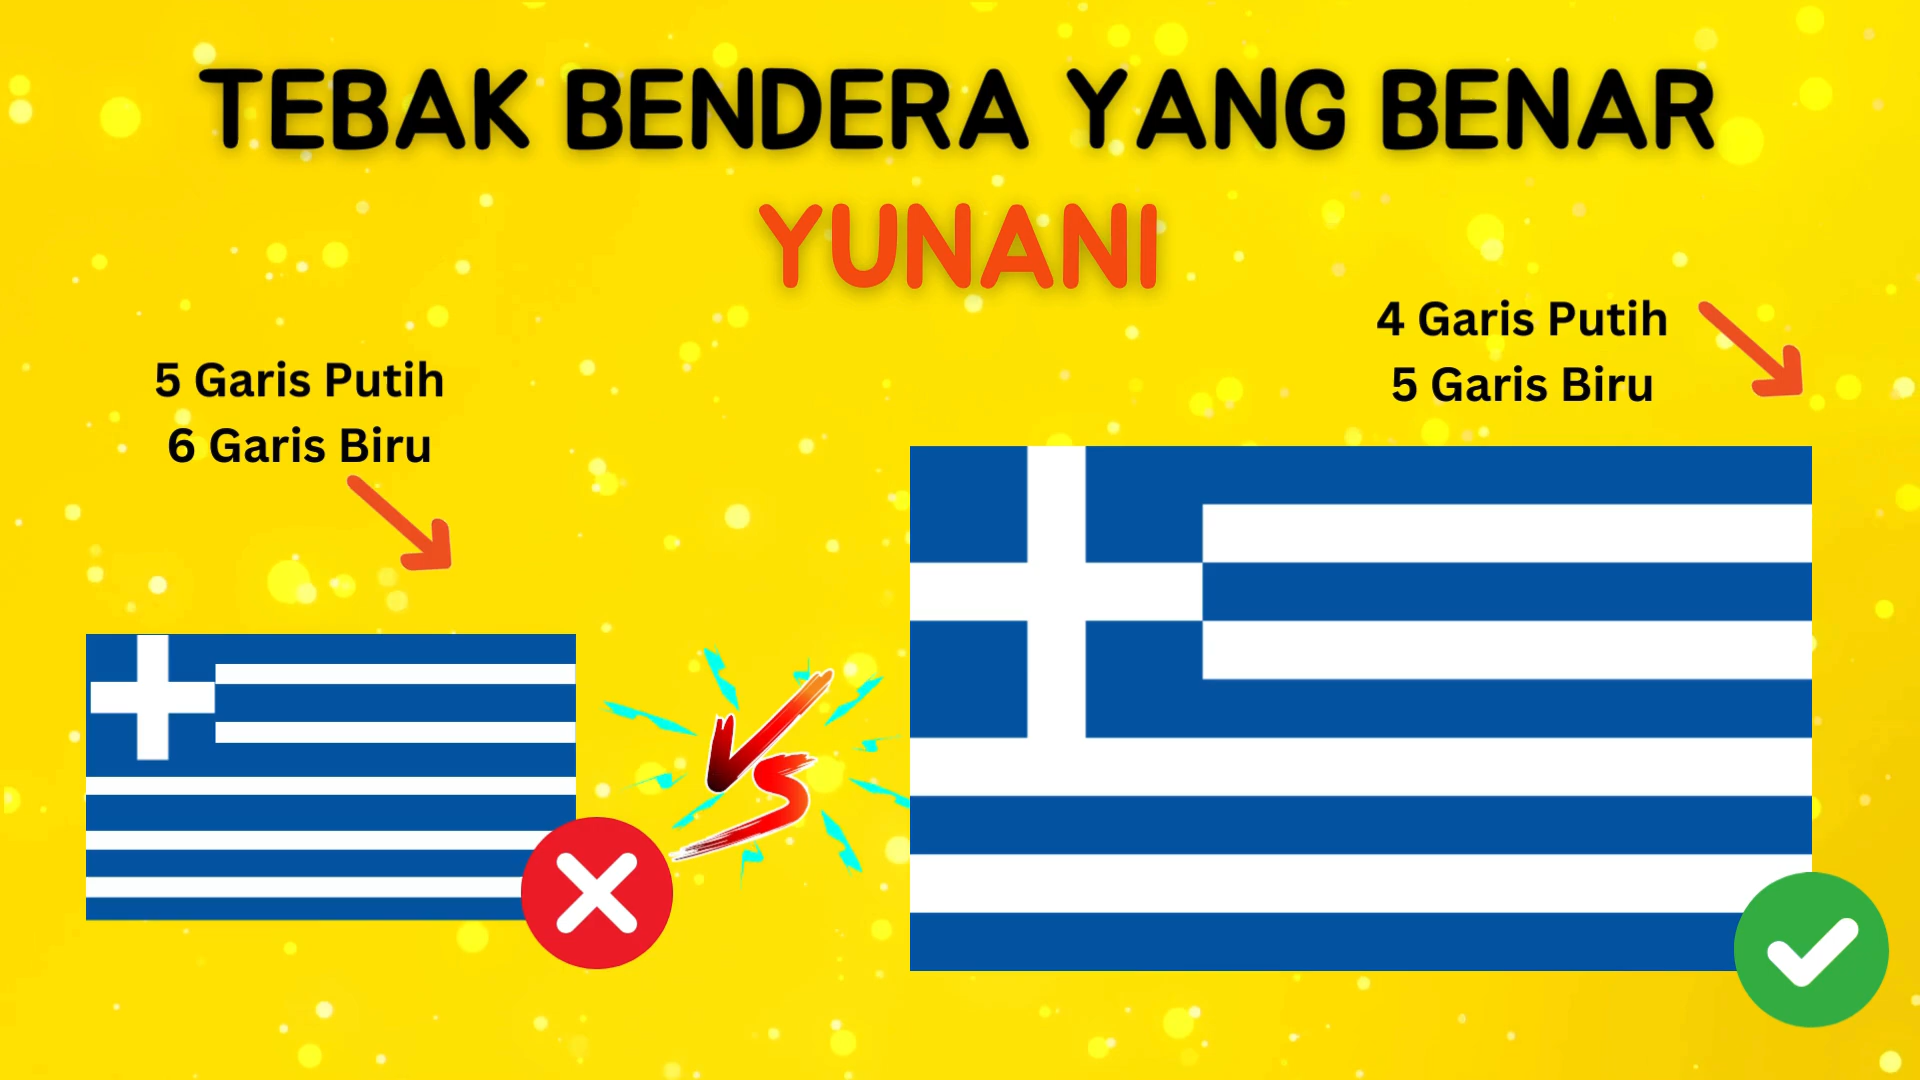 TEBAK BENDERA YANG BENAR
YUNANI
5 Garis Putih
6 Garis Biru
4 Garis Putih
5 Garis Biru
VS